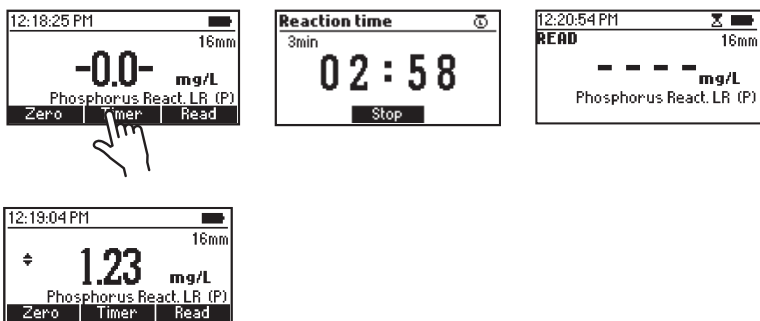 12:18:25 PM
16mm
-0.0- mg/L
Phosphorus React. LR (P)
Zero Timer Read
Reaction time
3min
02:58
Stop
12:20:54 PM
READ 16mm
- - - - mg/L
Phosphorus React. LR (P)
12:19:04 PM
16mm
1.23 mg/L
Phosphorus React. LR (P)
Zero Timer Read